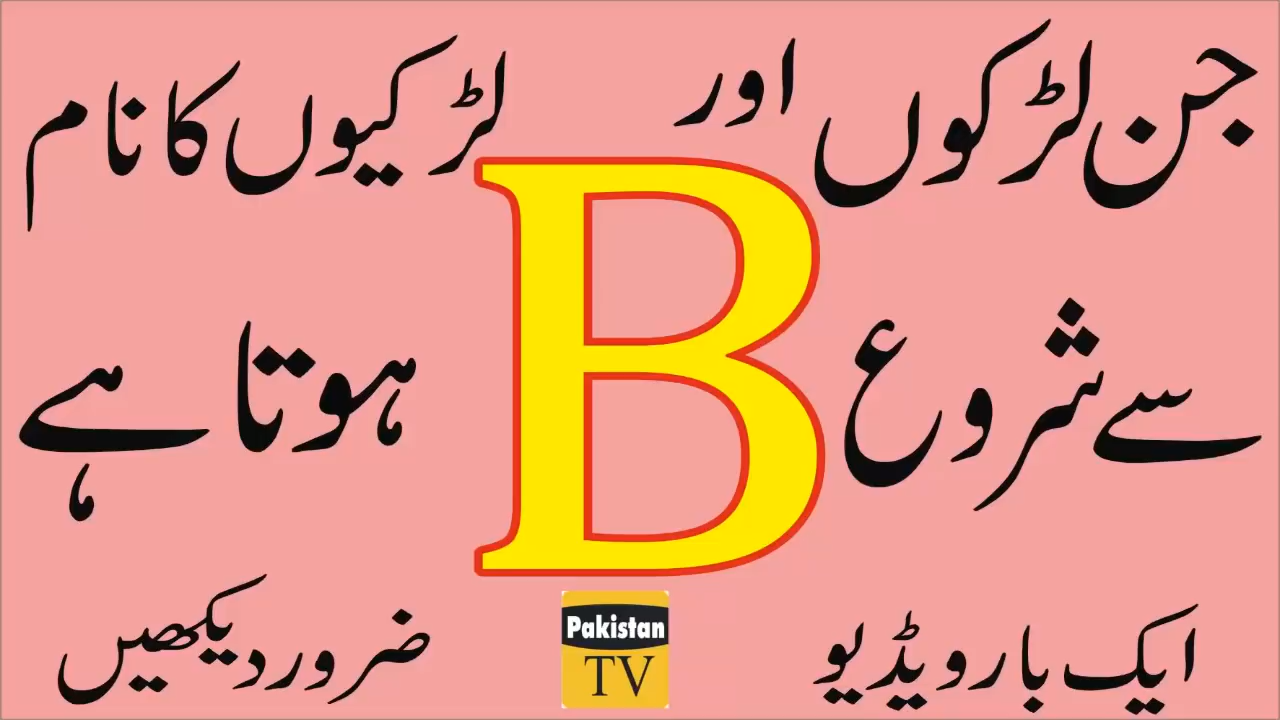 جن لڑکوں اور لڑکیوں کا نام
B
سے شروع ہوتا ہے
ایک بار ویڈیو ضرور دیکھیں
Pakistan
TV